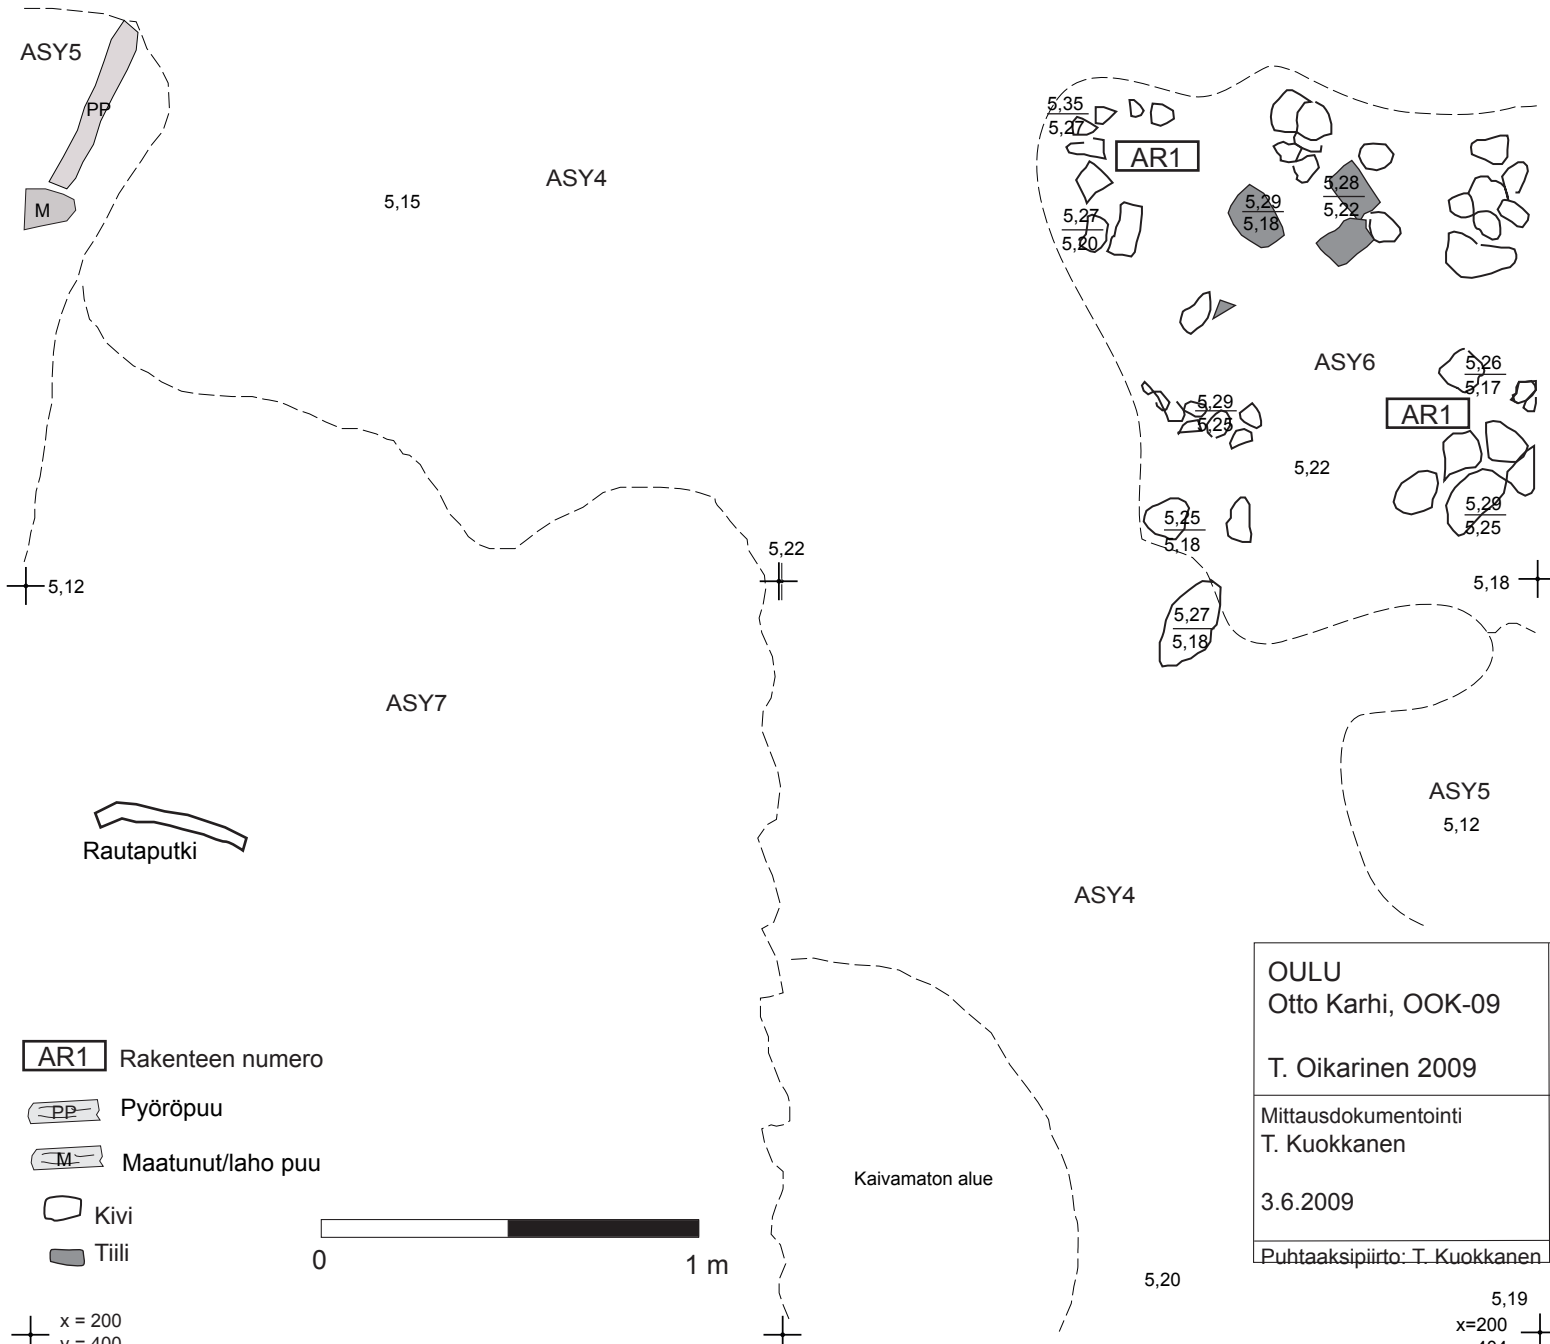 ASY5
PP
M
5,15
ASY4
5,35
5,27
AR1
5,27
5,20
5,29
5,18
5,28
5,22
ASY6
5,26
5,17
AR1
5,29
5,25
5,22
5,29
5,25
5,25
5,18
5,12
5,22
5,18
5,27
5,18
ASY7
Rautaputki
ASY5
5,12
ASY4
Kaivamaton alue
5,20
AR1 Rakenteen numero
PP Pyöröpuu
M Maatunut/laho puu
Kivi
Tiili
0 1 m
x = 200
y = 400
OULU
Otto Karhi, OOK-09
T. Oikarinen 2009
Mittausdokumentointi
T. Kuokkanen
3.6.2009
Puhtaaksipiirto: T. Kuokkanen
5,19
x=200